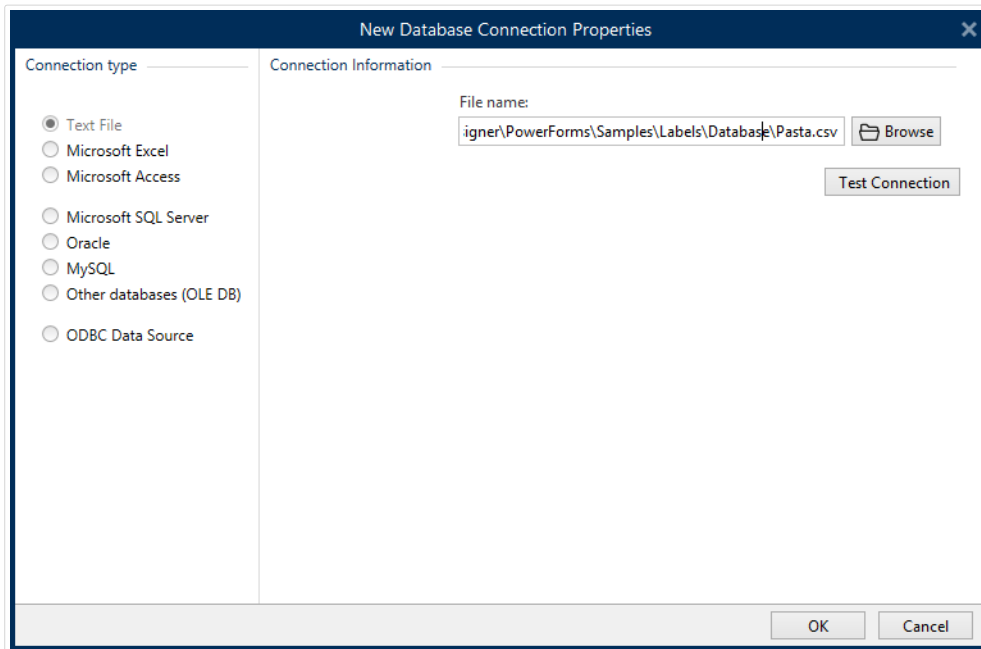 New Database Connection Properties
Connection type
Connection Information
File name:
igner\PowerForms\Samples\Labels\Database\Pasta.csv
Browse
Test Connection
Text File
Microsoft Excel
Microsoft Access
Microsoft SQL Server
Oracle
MySQL
Other databases (OLE DB)
ODBC Data Source
OK
Cancel